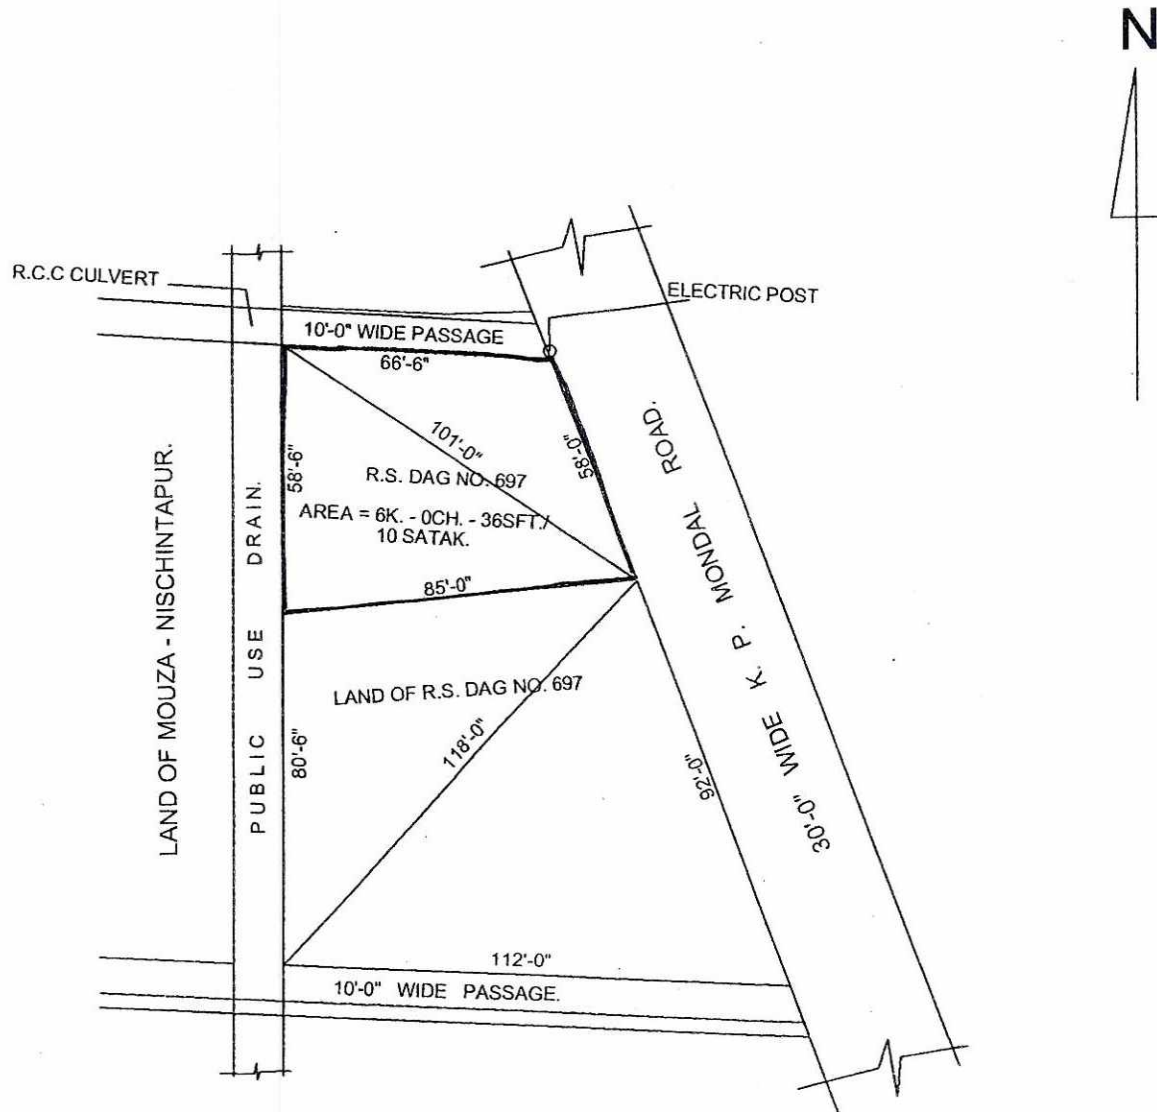 N
R.C.C CULVERT
ELECTRIC POST
10'-0" WIDE PASSAGE
66'-6"
101'-0"
58'-0"
58'-6"
R.S. DAG NO. 697
AREA = 6K. - 0CH. - 36SFT./
10 SATAK.
85'-0"
LAND OF MOUZA - NISCHINTAPUR.
PUBLIC USE DRAIN.
30'-0" WIDE K. P. MONDAL ROAD.
LAND OF R.S. DAG NO. 697
80'-6"
118'-0"
92'-0"
112'-0"
10'-0" WIDE PASSAGE.